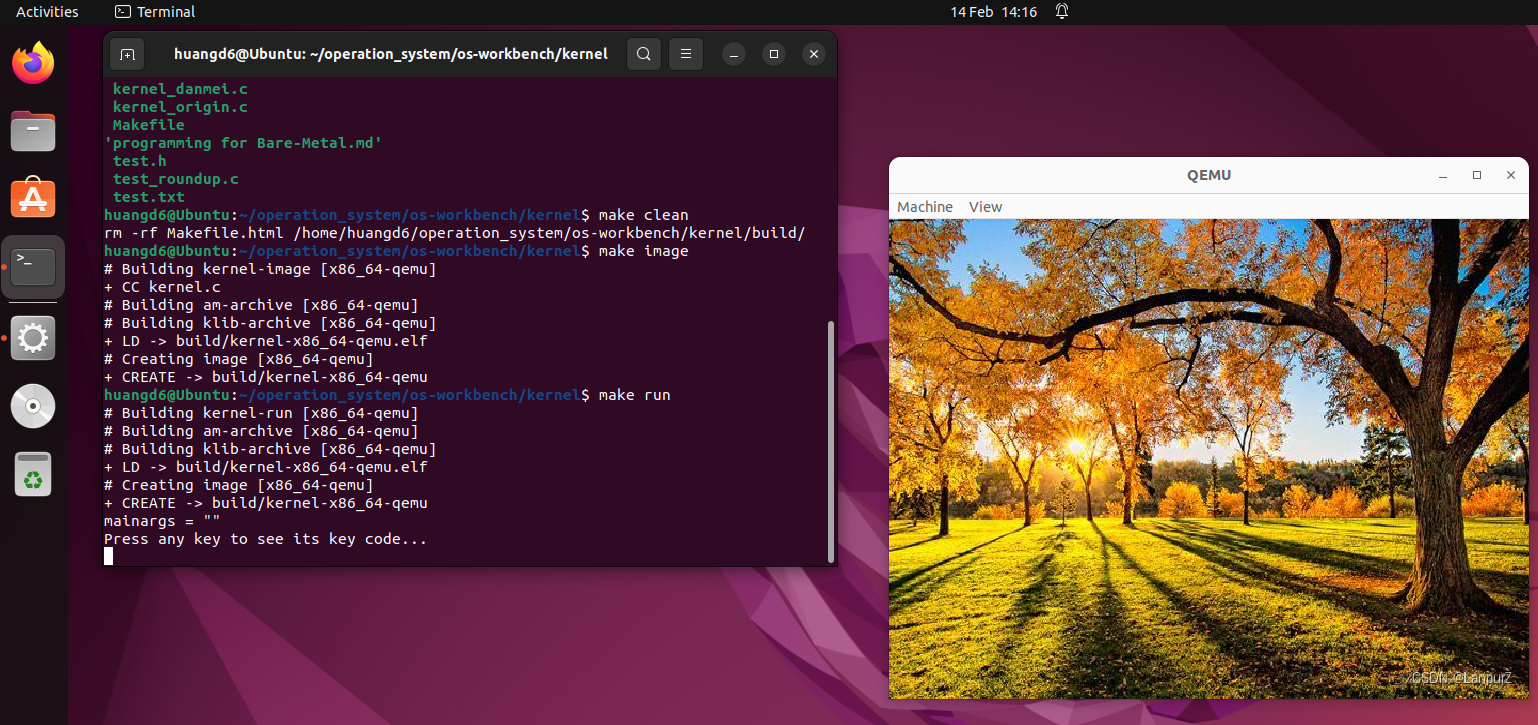 Activities
Terminal
14 Feb 14:16
huangd6@Ubuntu: ~/operation_system/os-workbench/kernel
kernel_danmei.c
kernel_origin.c
Makefile
'programming for Bare-Metal.md'
test.h
test_roundup.c
test.txt
huangd6@Ubuntu:~/operation_system/os-workbench/kernel$ make clean
rm -rf Makefile.html /home/huangd6/operation_system/os-workbench/kernel/build/
huangd6@Ubuntu:~/operation_system/os-workbench/kernel$ make image
# Building kernel-image [x86_64-qemu]
+ CC kernel.c
# Building am-archive [x86_64-qemu]
# Building klib-archive [x86_64-qemu]
+ LD -> build/kernel-x86_64-qemu.elf
# Creating image [x86_64-qemu]
+ CREATE -> build/kernel-x86_64-qemu
huangd6@Ubuntu:~/operation_system/os-workbench/kernel$ make run
# Building kernel-run [x86_64-qemu]
# Building am-archive [x86_64-qemu]
# Building klib-archive [x86_64-qemu]
+ LD -> build/kernel-x86_64-qemu.elf
# Creating image [x86_64-qemu]
+ CREATE -> build/kernel-x86_64-qemu
mainargs = ""
Press any key to see its key code...
QEMU
Machine View
CSDN @LanpurZ